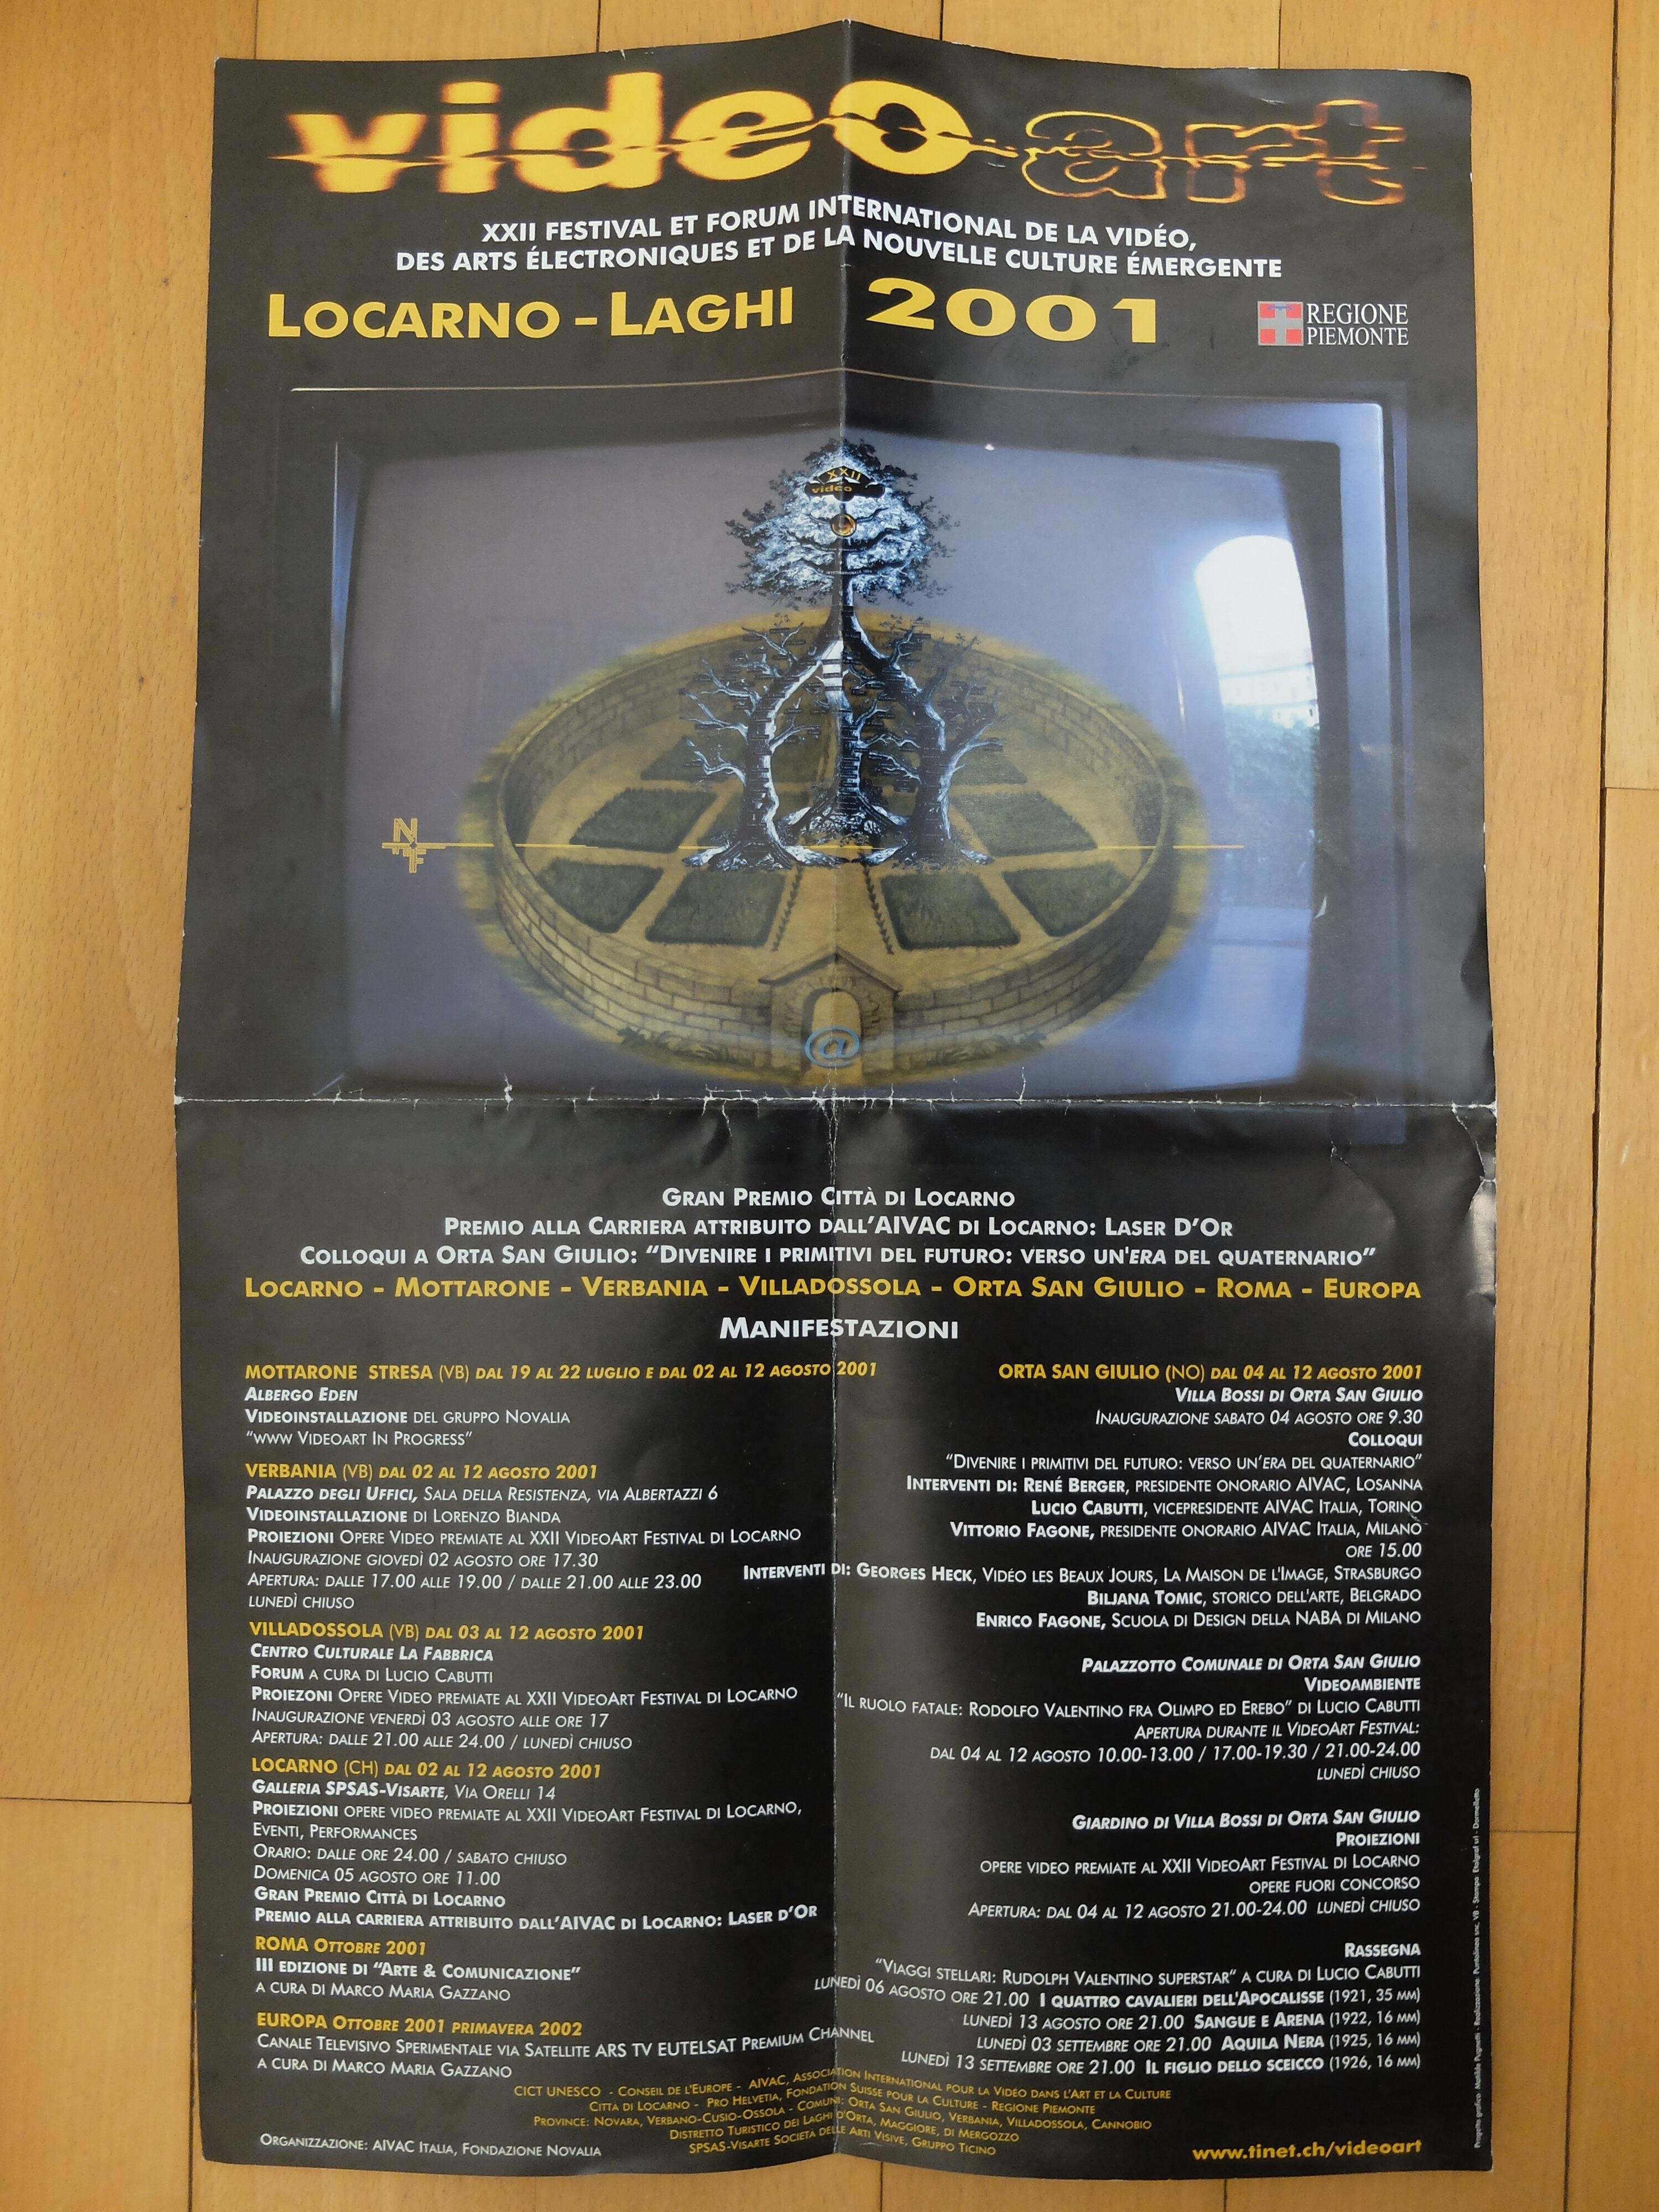 video art
XXII FESTIVAL ET FORUM INTERNATIONAL DE LA VIDÉO,
DES ARTS ÉLECTRONIQUES ET DE LA NOUVELLE CULTURE ÉMERGENTE
LOCARNO - LAGHI 2001
REGIONE
PIEMONTE
XXII
video
N
@
GRAN PREMIO CITTÀ DI LOCARNO
PREMIO ALLA CARRIERA ATTRIBUITO DALL'AIVAC DI LOCARNO: LASER D'OR
COLLOQUI A ORTA SAN GIULIO: "DIVENIRE I PRIMITIVI DEL FUTURO: VERSO UN'ERA DEL QUATERNARIO"
LOCARNO - MOTTARONE - VERBANIA - VILLADOSSOLA - ORTA SAN GIULIO - ROMA - EUROPA
MANIFESTAZIONI
MOTTARONE STRESA (VB) DAL 19 AL 22 LUGLIO E DAL 02 AL 12 AGOSTO 2001
ALBERGO EDEN
VIDEOINSTALLAZIONE DEL GRUPPO NOVALIA
"WWW VIDEOART IN PROGRESS"
VERBANIA (VB) DAL 02 AL 12 AGOSTO 2001
PALAZZO DEGLI UFFICI, SALA DELLA RESISTENZA, VIA ALBERTAZZI 6
VIDEOINSTALLAZIONE DI LORENZO BIANDA
PROIEZIONI OPERE VIDEO PREMIATE AL XXII VIDEOART FESTIVAL DI LOCARNO
INAUGURAZIONE GIOVEDÌ 02 AGOSTO ORE 17.30
APERTURA: DALLE 17.00 ALLE 19.00 / DALLE 21.00 ALLE 23.00
LUNEDÌ CHIUSO
VILLADOSSOLA (VB) DAL 03 AL 12 AGOSTO 2001
CENTRO CULTURALE LA FABBRICA
FORUM A CURA DI LUCIO CABUTTI
PROIEZONI OPERE VIDEO PREMIATE AL XXII VIDEOART FESTIVAL DI LOCARNO
INAUGURAZIONE VENERDÌ 03 AGOSTO ALLE ORE 17
APERTURA: DALLE 21.00 ALLE 24.00 / LUNEDÌ CHIUSO
LOCARNO (CH) DAL 02 AL 12 AGOSTO 2001
GALLERIA SPSAS-VISARTE, VIA ORELLI 14
PROIEZIONI OPERE VIDEO PREMIATE AL XXII VIDEOART FESTIVAL DI LOCARNO,
EVENTI, PERFORMANCES
ORARIO: DALLE ORE 24.00 / SABATO CHIUSO
DOMENICA 05 AGOSTO ORE 11.00
GRAN PREMIO CITTÀ DI LOCARNO
PREMIO ALLA CARRIERA ATTRIBUITO DALL'AIVAC DI LOCARNO: LASER D'OR
ROMA OTTOBRE 2001
III EDIZIONE DI "ARTE & COMUNICAZIONE"
A CURA DI MARCO MARIA GAZZANO
EUROPA OTTOBRE 2001 PRIMAVERA 2002
CANALE TELEVISIVO SPERIMENTALE VIA SATELLITE ARS TV EUTELSAT PREMIUM CHANNEL
A CURA DI MARCO MARIA GAZZANO
ORTA SAN GIULIO (NO) DAL 04 AL 12 AGOSTO 2001
VILLA BOSSI DI ORTA SAN GIULIO
INAUGURAZIONE SABATO 04 AGOSTO ORE 9.30
COLLOQUI
"DIVENIRE I PRIMITIVI DEL FUTURO: VERSO UN'ERA DEL QUATERNARIO"
INTERVENTI DI: RENÉ BERGER, PRESIDENTE ONORARIO AIVAC, LOSANNA
LUCIO CABUTTI, VICEPRESIDENTE AIVAC ITALIA, TORINO
VITTORIO FAGONE, PRESIDENTE ONORARIO AIVAC ITALIA, MILANO
ORE 15.00
INTERVENTI DI: GEORGES HECK, VIDÉO LES BEAUX JOURS, LA MAISON DE L'IMAGE, STRASBURGO
BILJANA TOMIC, STORICO DELL'ARTE, BELGRADO
ENRICO FAGONE, SCUOLA DI DESIGN DELLA NABA DI MILANO
PALAZZOTTO COMUNALE DI ORTA SAN GIULIO
VIDEOAMBIENTE
"IL RUOLO FATALE: RODOLFO VALENTINO FRA OLIMPO ED EREBO" DI LUCIO CABUTTI
APERTURA DURANTE IL VIDEOART FESTIVAL:
DAL 04 AL 12 AGOSTO 10.00-13.00 / 17.00-19.30 / 21.00-24.00
LUNEDÌ CHIUSO
GIARDINO DI VILLA BOSSI DI ORTA SAN GIULIO
PROIEZIONI
OPERE VIDEO PREMIATE AL XXII VIDEOART FESTIVAL DI LOCARNO
OPERE FUORI CONCORSO
APERTURA: DAL 04 AL 12 AGOSTO 21.00-24.00 LUNEDÌ CHIUSO
RASSEGNA
"VIAGGI STELLARI: RUDOLPH VALENTINO SUPERSTAR" A CURA DI LUCIO CABUTTI
LUNEDÌ 06 AGOSTO ORE 21.00 I QUATTRO CAVALIERI DELL'APOCALISSE (1921, 35 MM)
LUNEDÌ 13 AGOSTO ORE 21.00 SANGUE E ARENA (1922, 16 MM)
LUNEDÌ 03 SETTEMBRE ORE 21.00 AQUILA NERA (1925, 16 MM)
LUNEDÌ 13 SETTEMBRE ORE 21.00 IL FIGLIO DELLO SCEICCO (1926, 16 MM)
CICT UNESCO - CONSEIL DE L'EUROPE - AIVAC, ASSOCIATION INTERNATIONAL POUR LA VIDÉO DANS L'ART ET LA CULTURE
CITTÀ DI LOCARNO - PRO HELVETIA, FONDATION SUISSE POUR LA CULTURE - REGIONE PIEMONTE
PROVINCE: NOVARA, VERBANO-CUSIO-OSSOLA - COMUNI: ORTA SAN GIULIO, VERBANIA, VILLADOSSOLA, CANNOBIO
DISTRETTO TURISTICO DEI LAGHI D'ORTA, MAGGIORE, DI MERGOZZO
SPSAS-VISARTE SOCIETÀ DELLE ARTI VISIVE, GRUPPO TICINO
ORGANIZZAZIONE: AIVAC ITALIA, FONDAZIONE NOVALIA
www.tinet.ch/videoart
Progetto grafico: Matilde Pugnetti - Realizzazione: Puntolinea snc, VB - Stampa: Italgraf srl - Dormelletto